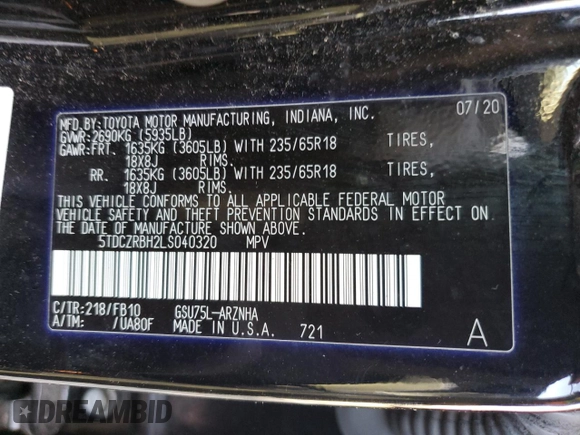 MFD.BY:TOYOTA MOTOR MANUFACTURING, INDIANA, INC. 07/20
GVWR:2690KG (5935LB)
GAWR:FRT. 1635KG (3605LB) WITH 235/65R18 TIRES,
18X8J RIMS.
RR. 1635KG (3605LB) WITH 235/65R18 TIRES,
18X8J RIMS.
THIS VEHICLE CONFORMS TO ALL APPLICABLE FEDERAL MOTOR
VEHICLE SAFETY AND THEFT PREVENTION STANDARDS IN EFFECT ON
THE DATE OF MANUFACTURE SHOWN ABOVE.
5TDCZRBH2LS040320 MPV
C/TR:218/FB10 GSU75L-ARZNHA
A/TM: /UA80F MADE IN U.S.A. 721 A
DREAMBID